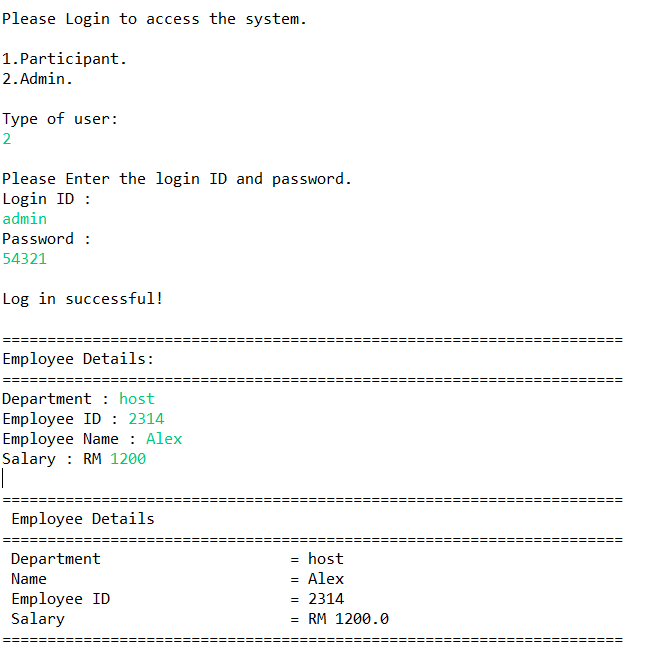 Please Login to access the system.
1.Participant.
2.Admin.
Type of user:
2
Please Enter the login ID and password.
Login ID :
admin
Password :
54321
Log in successful!
=====================================================================
Employee Details:
=====================================================================
Department : host
Employee ID : 2314
Employee Name : Alex
Salary : RM 1200
=====================================================================
Employee Details
=====================================================================
Department = host
Name = Alex
Employee ID = 2314
Salary = RM 1200.0
=====================================================================